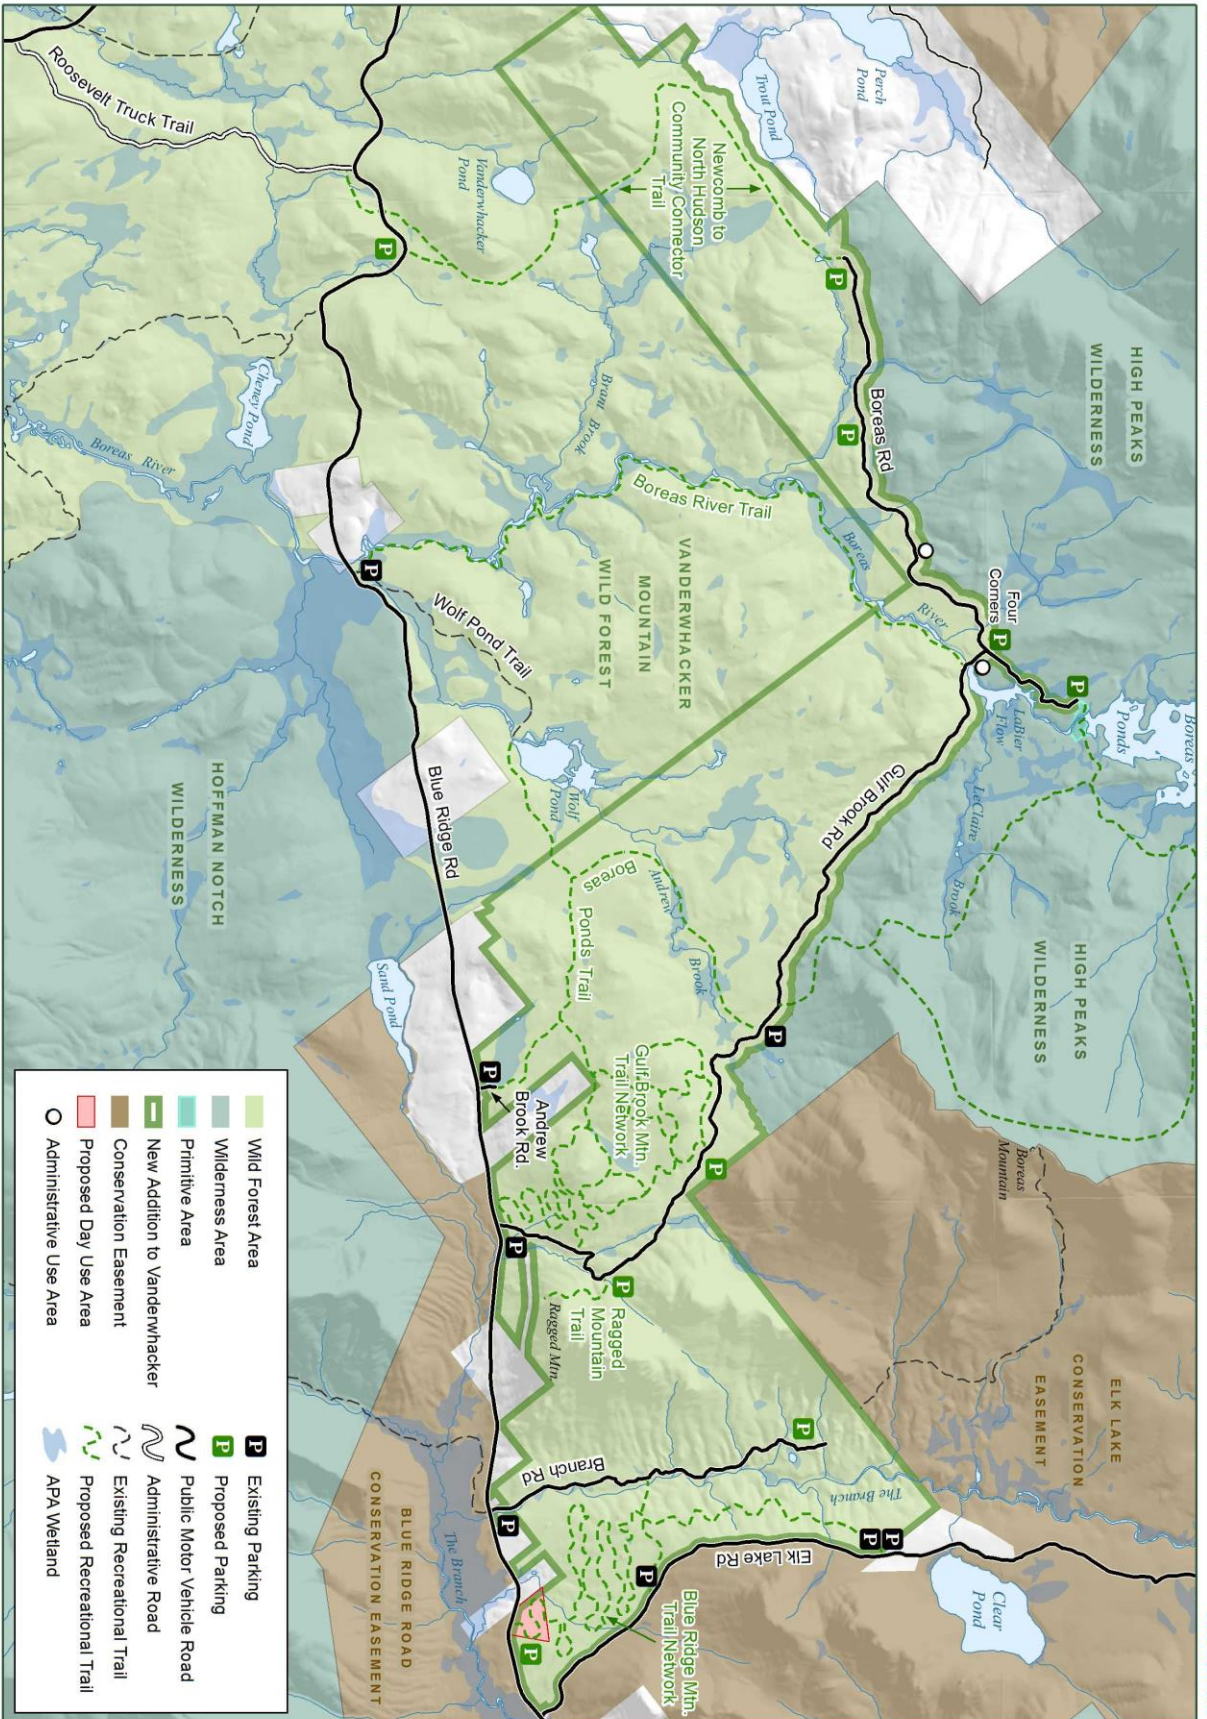 Roosevelt Truck Trail
Perch
Pond
Trout Pond
Newcomb to
North Hudson
Community Connector
Trail
Vanderwhacker
Pond
P
P
HIGH PEAKS
WILDERNESS
Boreas Rd
P
Brant Brook
Cheney Pond
Boreas River
Boreas River Trail
Boreas
River
Four
Corners
P
P
Boreas
Ponds
LaBier
Flow
LeClaire
Brook
VANDERWHACKER
MOUNTAIN
WILD FOREST
P
Wolf Pond Trail
Wolf
Pond
Gulf Brook Rd
Blue Ridge Rd
HOFFMAN NOTCH
WILDERNESS
HIGH PEAKS
WILDERNESS
Boreas
Ponds Trail
Andrew
Brook
Sand Pond
P
P
Gulf Brook Mtn.
Trail Network
Andrew
Brook Rd.
P
Boreas
Mountain
P
P
Ragged
Mountain
Trail
Ragged Mtn.
ELK LAKE
CONSERVATION
EASEMENT
P
Branch Rd
The Branch
P
P
P
Elk Lake Rd
P
Clear
Pond
Blue Ridge Mtn.
Trail Network
P
The Branch
BLUE RIDGE ROAD
CONSERVATION EASEMENT
Wild Forest Area
Wilderness Area
Primitive Area
New Addition to Vanderwhacker
Conservation Easement
Proposed Day Use Area
Administrative Use Area
P Existing Parking
P Proposed Parking
Public Motor Vehicle Road
Administrative Road
Existing Recreational Trail
Proposed Recreational Trail
APA Wetland